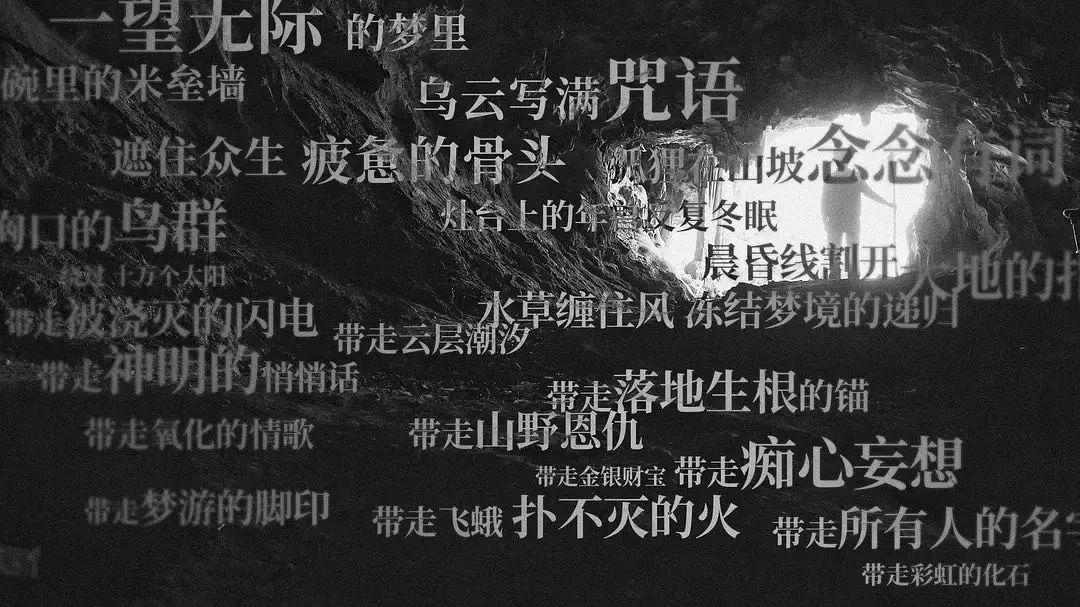 一望无际的梦里
碗里的米垒墙
乌云写满咒语
遮住众生 疲惫的骨头
狐狸在山坡念念有词
胸口的鸟群
灶台上的年 反复冬眠
绕过十万个太阳
晨昏线割开天地的
带走被浇灭的闪电
水草缠住风 冻结梦境的递归
带走云层潮汐
带走神明的悄悄话
带走落地生根的锚
带走氧化的情歌
带走山野恩仇
带走金银财宝 带走痴心妄想
带走梦游的脚印
带走飞蛾 扑不灭的火
带走所有人的名字
带走彩虹的化石